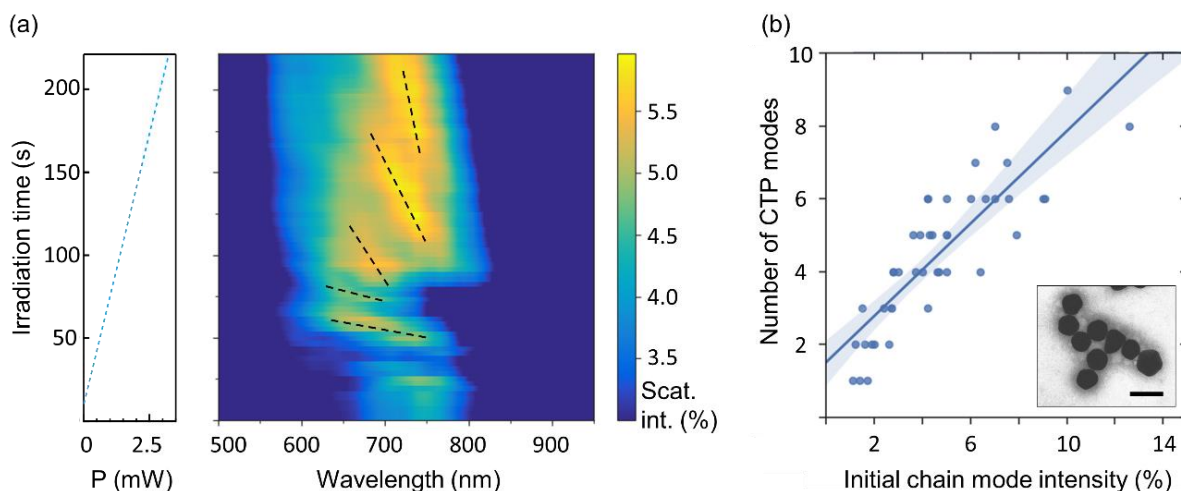 (a)
Irradiation time (s)
200
150
100
50
0
2.5
P (mW)
500
600
700
800
900
Wavelength (nm)
5.5
5.0
4.5
4.0
3.5
Scat.
int. (%)
(b)
Number of CTP modes
10
8
6
4
2
2
6
10
14
Initial chain mode intensity (%)